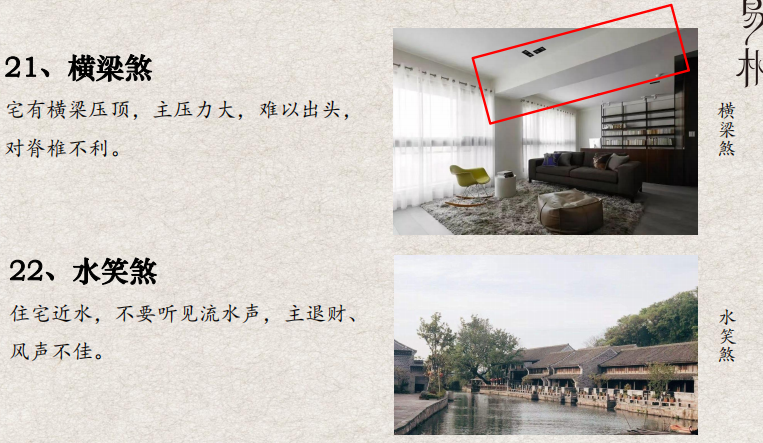 21、横梁煞
宅有横梁压顶，主压力大，难以出头，
对脊椎不利。
横梁煞
22、水笑煞
住宅近水，不要听见流水声，主退财、
风声不佳。
水笑煞